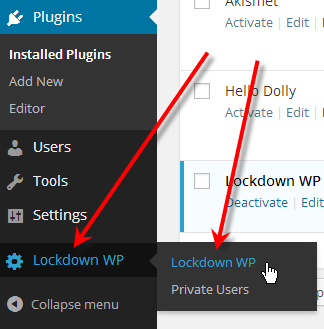 Plugins
Installed Plugins
Add New
Editor
Users
Tools
Settings
Lockdown WP
Collapse menu
Akismet
Activate | Edit
Hello Dolly
Activate | Edit |
Lockdown WP
Deactivate | Edit
Lockdown WP
Private Users